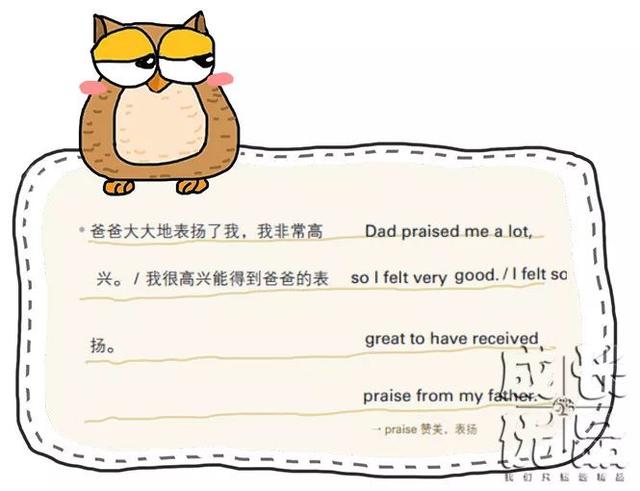 爸爸大大地表扬了我，我非常高
兴。/ 我很高兴能得到爸爸的表
扬。
Dad praised me a lot,
so I felt very good. / I felt so
great to have received
praise from my father.
→ praise 赞美，表扬